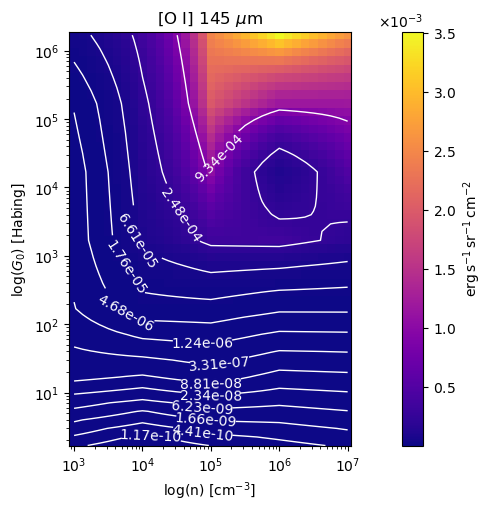 [O I] 145 μm
×10⁻³
3.5
3.0
2.5
2.0
1.5
1.0
0.5
erg s⁻¹ sr⁻¹ cm⁻²
10⁶
10⁵
10⁴
10³
10²
10¹
log(G₀) [Habing]
9.34e-04
2.48e-04
6.61e-05
1.76e-05
4.68e-06
1.24e-06
3.31e-07
8.81e-08
2.34e-08
6.23e-09
1.66e-09
4.41e-10
1.17e-10
10³ 10⁴ 10⁵ 10⁶ 10⁷
log(n) [cm⁻³]